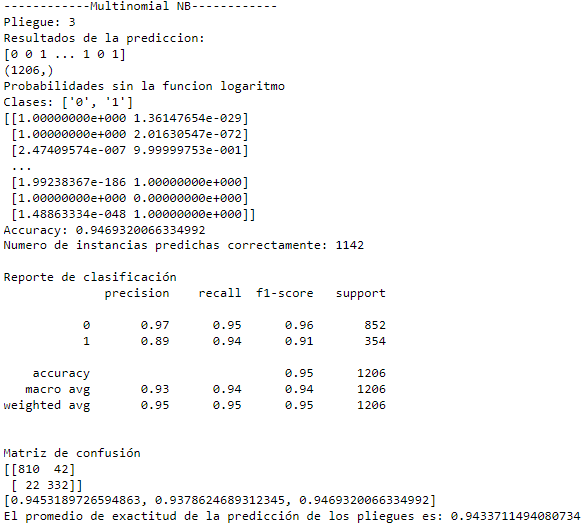 ------------Multinomial NB------------
Pliegue: 3
Resultados de la prediccion:
[0 0 1 ... 1 0 1]
(1206,)
Probabilidades sin la funcion logaritmo
Clases: ['0', '1']
[[1.00000000e+000 1.36147654e-029]
 [1.00000000e+000 2.01630547e-072]
 [2.47409574e-007 9.99999753e-001]
 ...
 [1.99238367e-186 1.00000000e+000]
 [1.00000000e+000 0.00000000e+000]
 [1.48863334e-048 1.00000000e+000]]
Accuracy: 0.9469320066334992
Numero de instancias predichas correctamente: 1142
Reporte de clasificación
              precision    recall  f1-score   support
           0       0.97      0.95      0.96       852
           1       0.89      0.94      0.91       354
    accuracy                           0.95      1206
   macro avg       0.93      0.94      0.94      1206
weighted avg       0.95      0.95      0.95      1206
Matriz de confusión
[[810  42]
 [ 22 332]]
[0.9453189726594863, 0.9378624689312345, 0.9469320066334992]
El promedio de exactitud de la predicción de los pliegues es: 0.9433711494080734